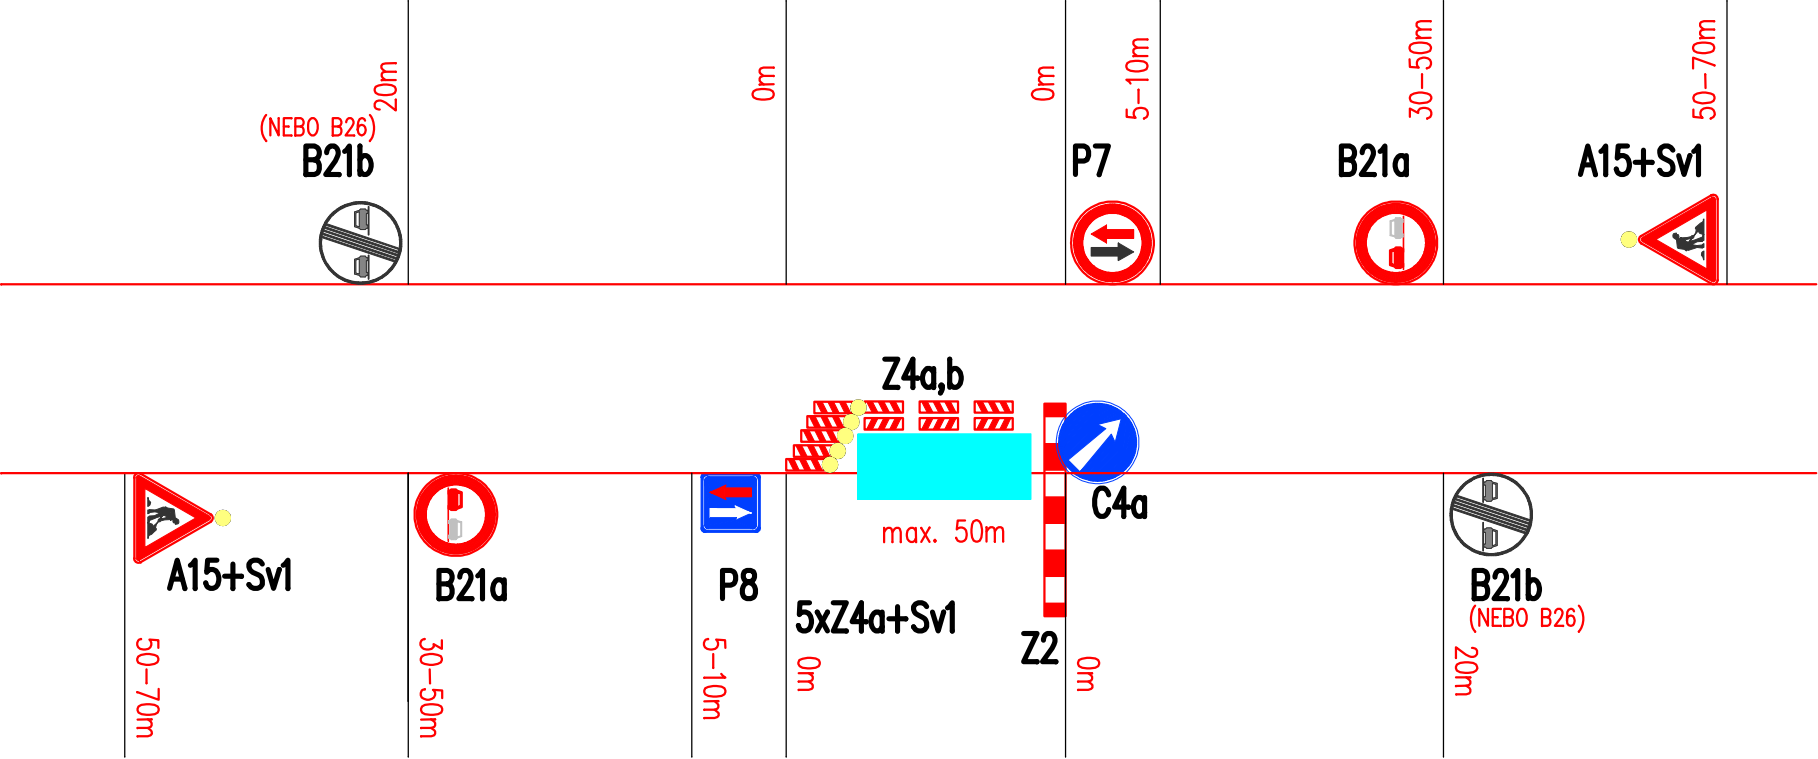 20m
0m
0m
5-10m
30-50m
50-70m
(NEBO B26)
B21b
P7
B21a
A15+Sv1
Z4a,b
max. 50m
C4a
A15+Sv1
B21a
P8
5xZ4a+Sv1
Z2
B21b
(NEBO B26)
50-70m
30-50m
5-10m
0m
0m
20m